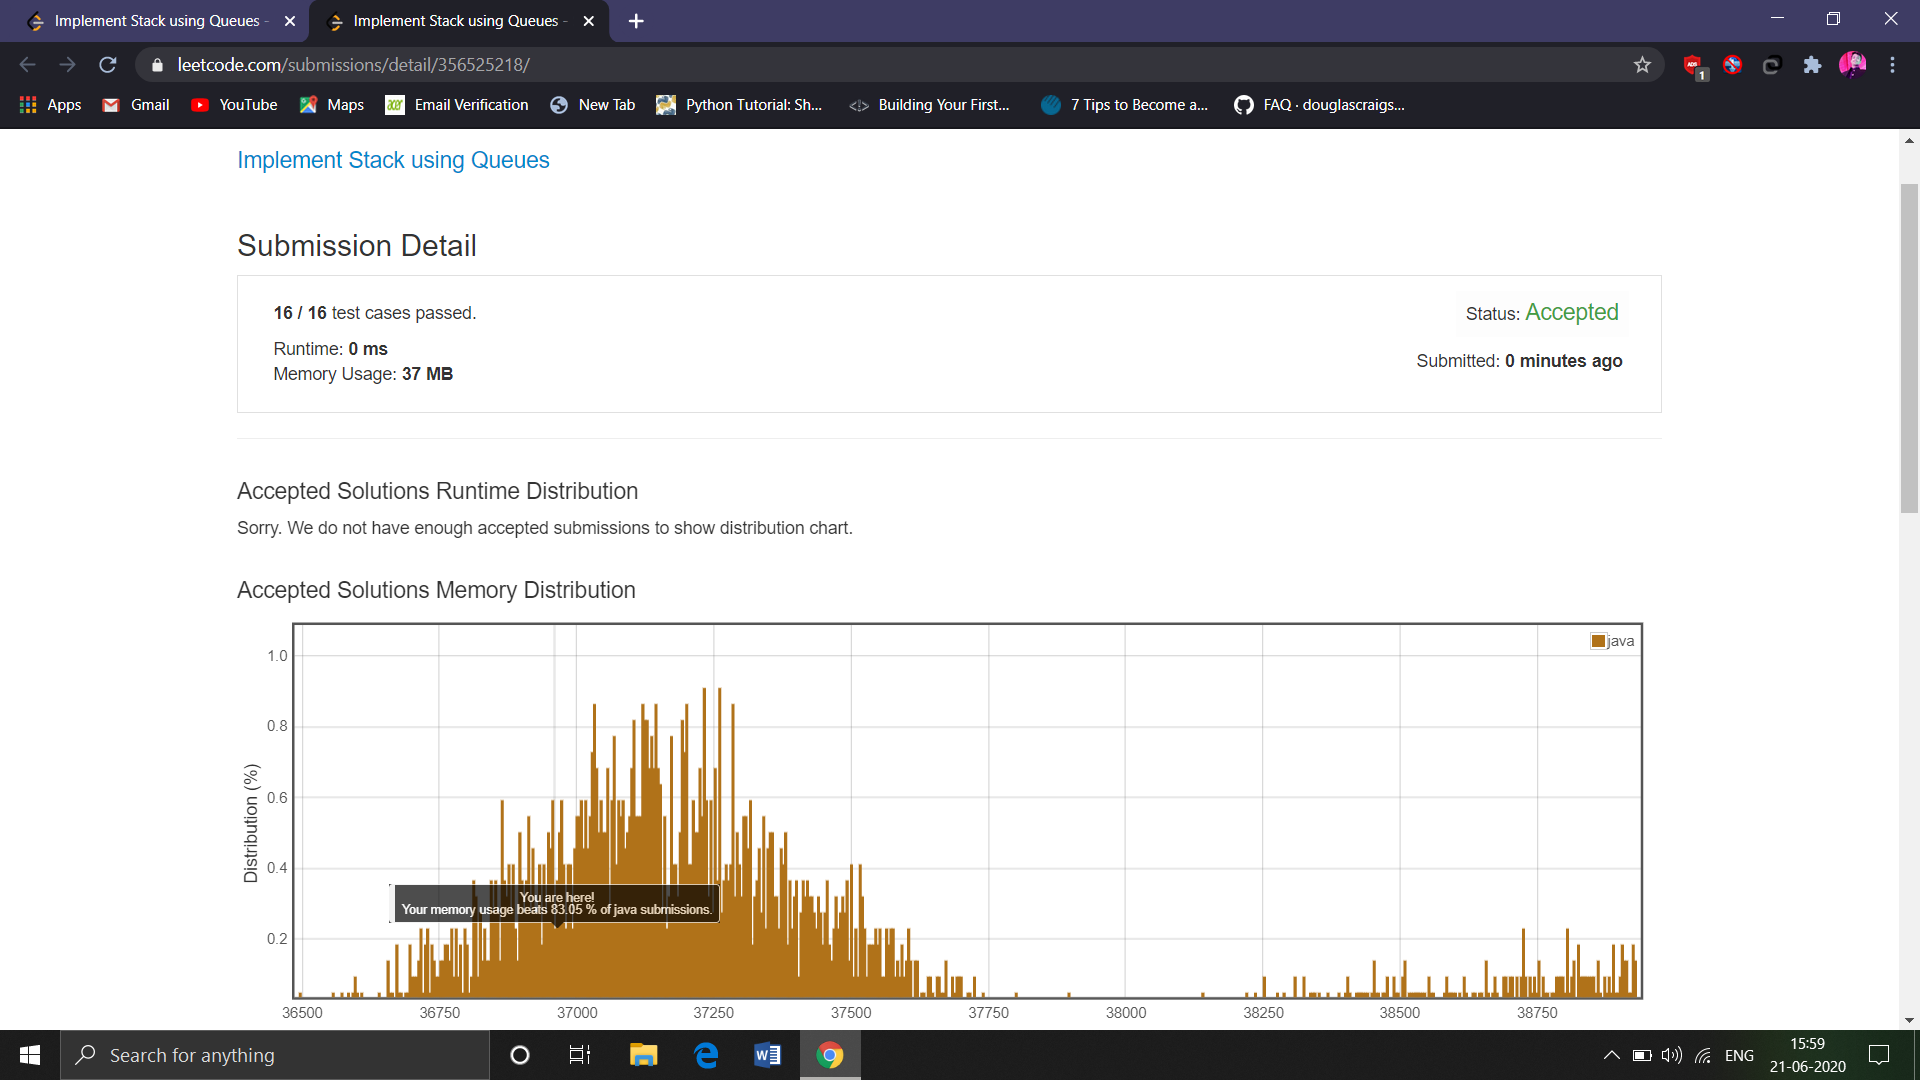 Implement Stack using Queues -
Implement Stack using Queues -
leetcode.com/submissions/detail/356525218/
ADS
1
Apps
Gmail
YouTube
Maps
acer
Email Verification
New Tab
Python Tutorial: Sh...
Building Your First...
7 Tips to Become a...
FAQ · douglascraigs...
Implement Stack using Queues
Submission Detail
16 / 16 test cases passed.
Status: Accepted
Runtime: 0 ms
Memory Usage: 37 MB
Submitted: 0 minutes ago
Accepted Solutions Runtime Distribution
Sorry. We do not have enough accepted submissions to show distribution chart.
Accepted Solutions Memory Distribution
java
1.0
0.8
0.6
0.4
0.2
Distribution (%)
You are here!
Your memory usage beats 83.05 % of java submissions.
36500
36750
37000
37250
37500
37750
38000
38250
38500
38750
Search for anything
ENG
15:59
21-06-2020